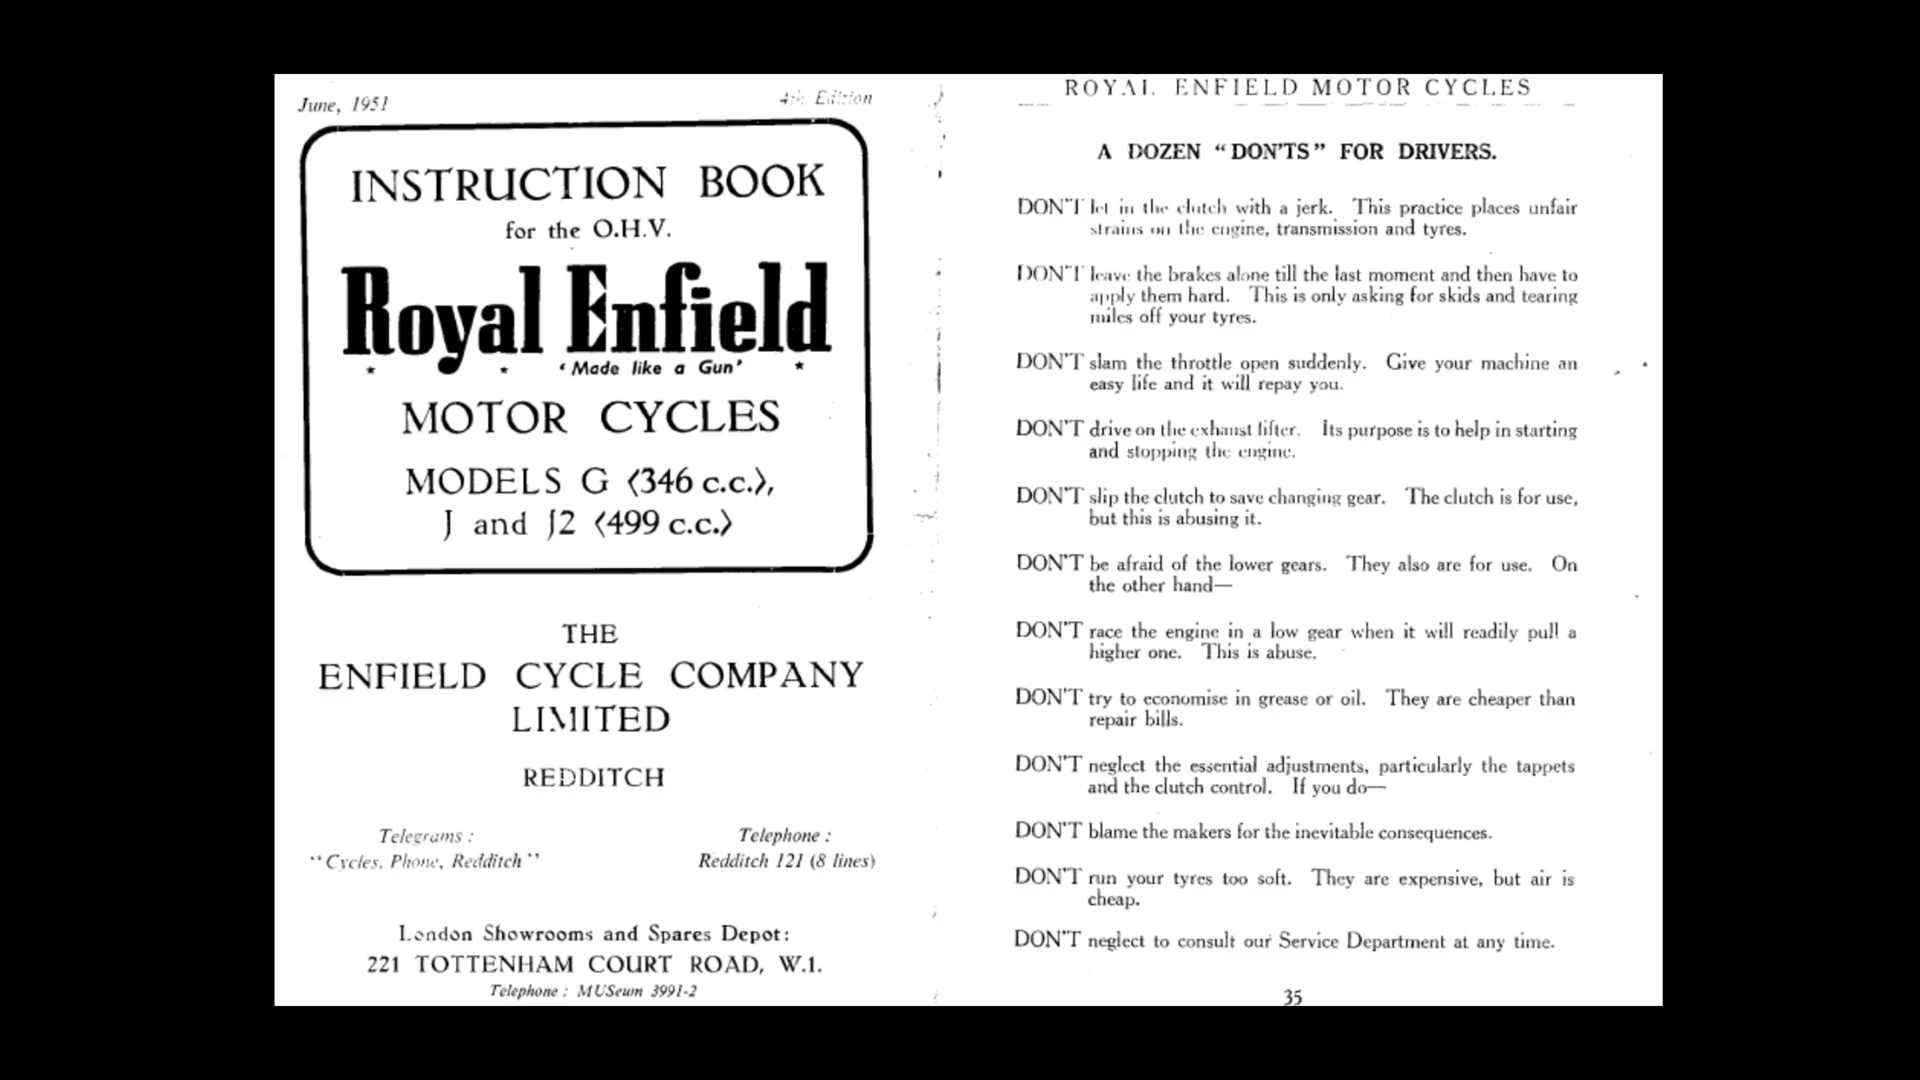 June, 1951
4th Edition
INSTRUCTION BOOK
for the O.H.V.
Royal Enfield
'Made like a Gun'
MOTOR CYCLES
MODELS G (346 c.c.),
J and J2 (499 c.c.)
THE
ENFIELD CYCLE COMPANY
LIMITED
REDDITCH
Telegrams :
"Cycles. Phone, Redditch"
Telephone :
Redditch 121 (8 lines)
London Showrooms and Spares Depot:
221 TOTTENHAM COURT ROAD, W.1.
Telephone : MUSeum 3991-2
ROYAL ENFIELD MOTOR CYCLES
A DOZEN "DON'TS" FOR DRIVERS.
DON'T let in the clutch with a jerk. This practice places unfair
strains on the engine, transmission and tyres.
DON'T leave the brakes alone till the last moment and then have to
apply them hard. This is only asking for skids and tearing
miles off your tyres.
DON'T slam the throttle open suddenly. Give your machine an
easy life and it will repay you.
DON'T drive on the exhaust lifter. Its purpose is to help in starting
and stopping the engine.
DON'T slip the clutch to save changing gear. The clutch is for use,
but this is abusing it.
DON'T be afraid of the lower gears. They also are for use. On
the other hand—
DON'T race the engine in a low gear when it will readily pull a
higher one. This is abuse.
DON'T try to economise in grease or oil. They are cheaper than
repair bills.
DON'T neglect the essential adjustments, particularly the tappets
and the clutch control. If you do—
DON'T blame the makers for the inevitable consequences.
DON'T run your tyres too soft. They are expensive, but air is
cheap.
DON'T neglect to consult our Service Department at any time.
35